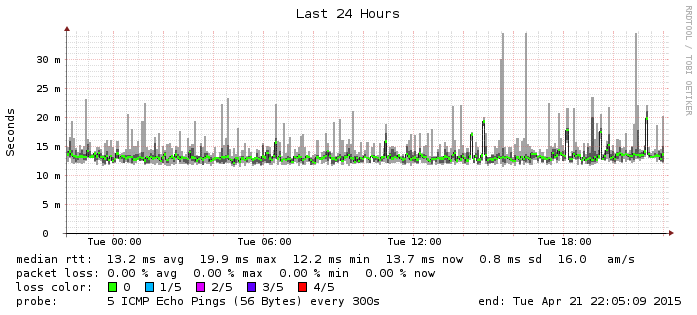 Last 24 Hours
RRDTOOL / TOBI OETIKER
Seconds
30 m
25 m
20 m
15 m
10 m
5 m
0
Tue 00:00 Tue 06:00 Tue 12:00 Tue 18:00
median rtt: 13.2 ms avg 19.9 ms max 12.2 ms min 13.7 ms now 0.8 ms sd 16.0 am/s
packet loss: 0.00 % avg 0.00 % max 0.00 % min 0.00 % now
loss color: 0 1/5 2/5 3/5 4/5
probe: 5 ICMP Echo Pings (56 Bytes) every 300s end: Tue Apr 21 22:05:09 2015